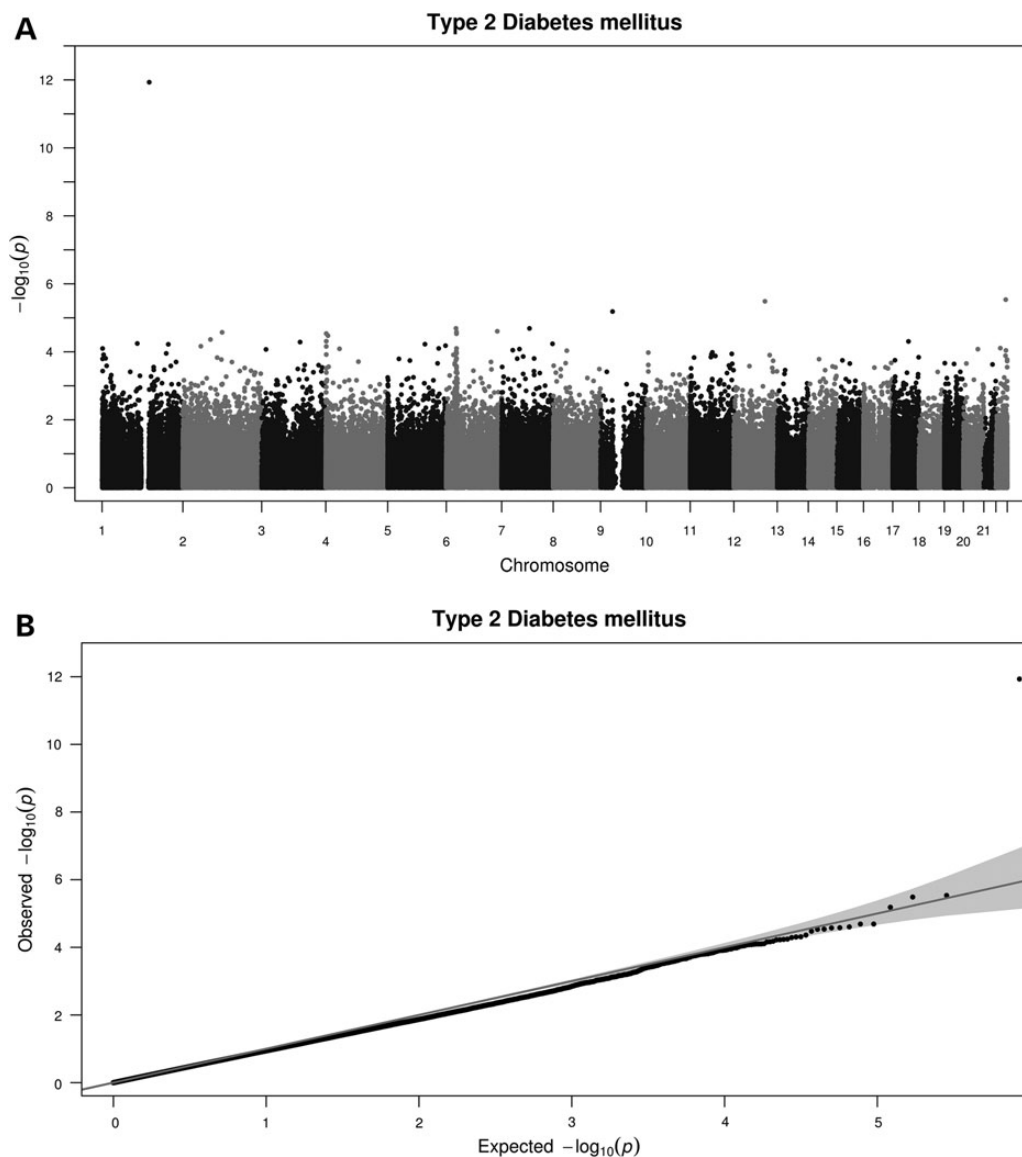 A
Type 2 Diabetes mellitus
12
10
8
6
4
2
0
−log₁₀(p)
1 2 3 4 5 6 7 8 9 10 11 12 13 14 15 16 17 18 19 20 21
Chromosome
B
Type 2 Diabetes mellitus
12
10
8
6
4
2
0
Observed −log₁₀(p)
0 1 2 3 4 5
Expected −log₁₀(p)